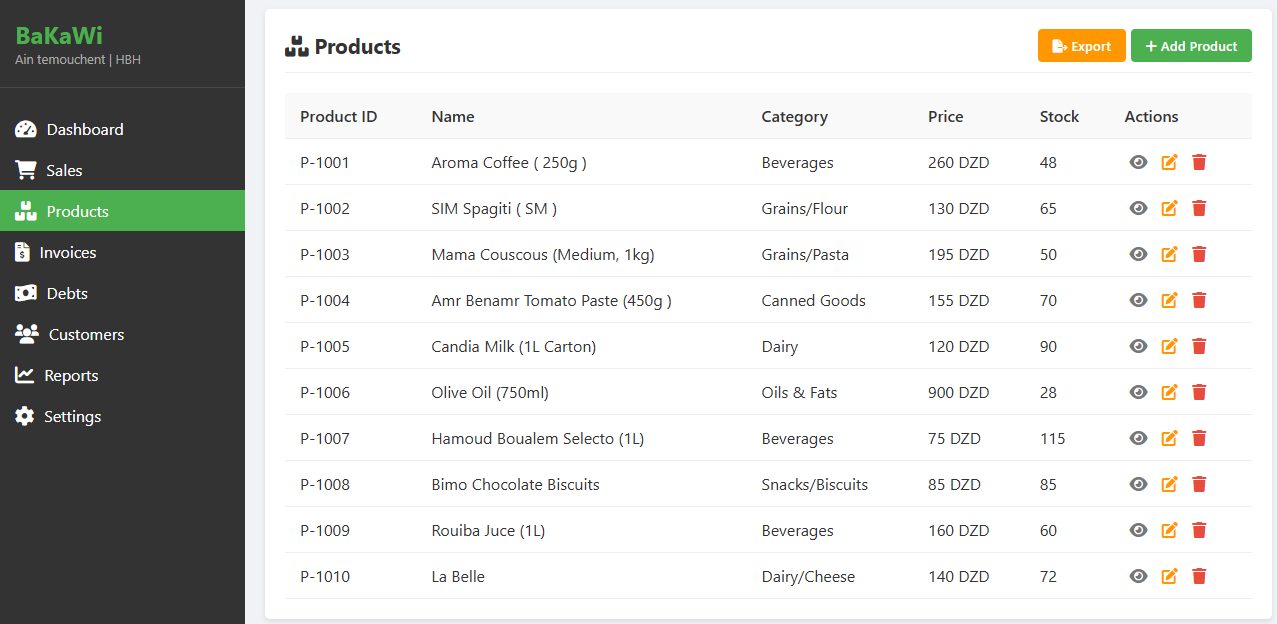 BaKaWi
Ain temouchent | HBH
Dashboard
Sales
Products
Invoices
Debts
Customers
Reports
Settings
Products
Export
+ Add Product
Product ID Name Category Price Stock Actions
P-1001 Aroma Coffee ( 250g ) Beverages 260 DZD 48
P-1002 SIM Spagiti ( SM ) Grains/Flour 130 DZD 65
P-1003 Mama Couscous (Medium, 1kg) Grains/Pasta 195 DZD 50
P-1004 Amr Benamr Tomato Paste (450g ) Canned Goods 155 DZD 70
P-1005 Candia Milk (1L Carton) Dairy 120 DZD 90
P-1006 Olive Oil (750ml) Oils & Fats 900 DZD 28
P-1007 Hamoud Boualem Selecto (1L) Beverages 75 DZD 115
P-1008 Bimo Chocolate Biscuits Snacks/Biscuits 85 DZD 85
P-1009 Rouiba Juce (1L) Beverages 160 DZD 60
P-1010 La Belle Dairy/Cheese 140 DZD 72